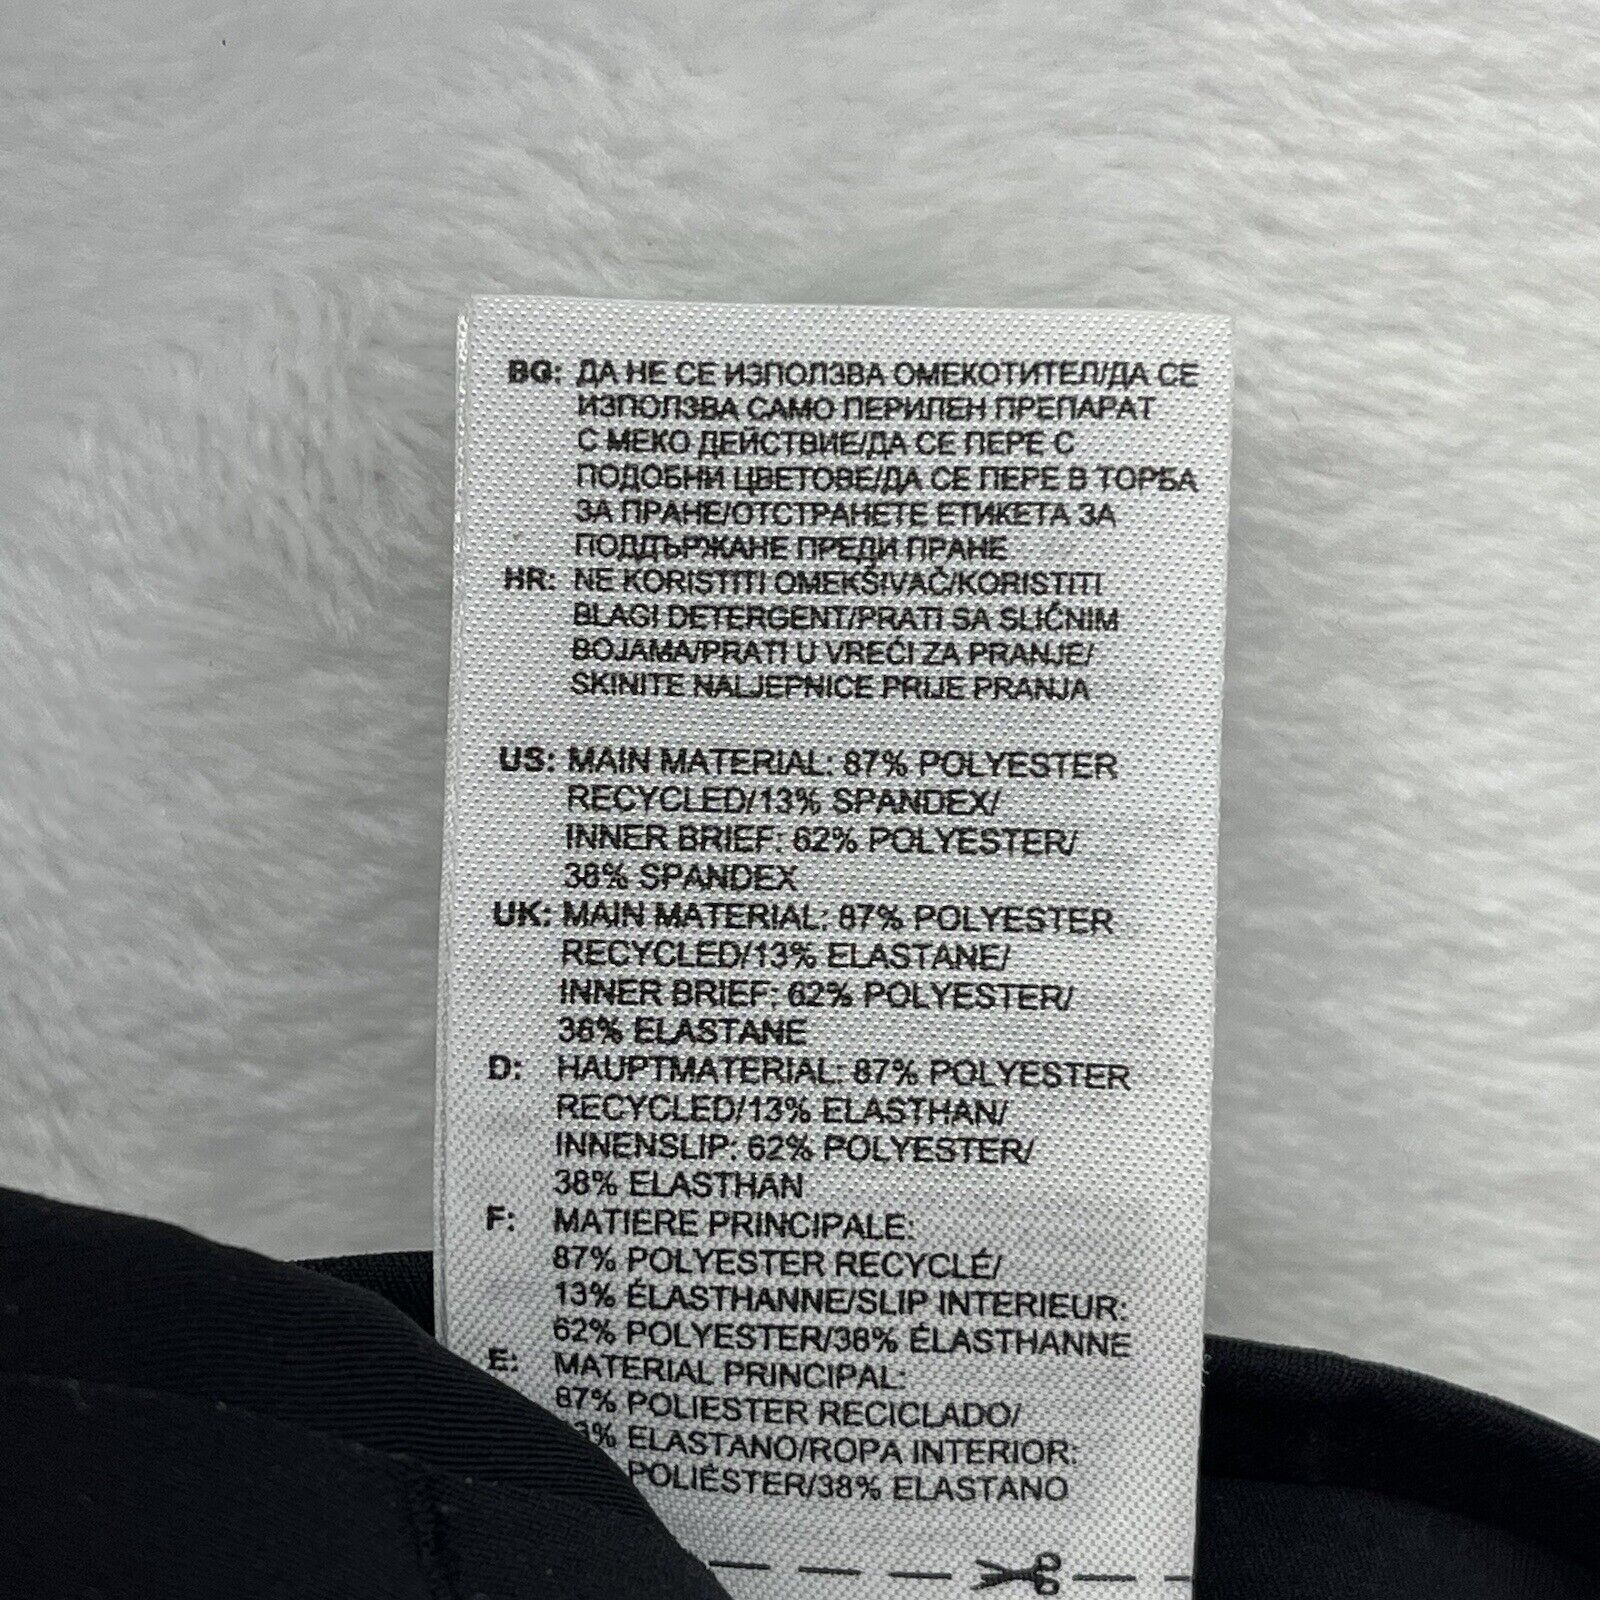 BG: ДА НЕ СЕ ИЗПОЛЗВА ОМЕКОТИТЕЛ/ДА СЕ
ИЗПОЛЗВА САМО ПЕРИЛЕН ПРЕПАРАТ
С МЕКО ДЕЙСТВИЕ/ДА СЕ ПЕРЕ С
ПОДОБНИ ЦВЕТОВЕ/ДА СЕ ПЕРЕ В ТОРБА
ЗА ПРАНЕ/ОТСТРАНЕТЕ ЕТИКЕТА ЗА
ПОДДЪРЖАНЕ ПРЕДИ ПРАНЕ
HR: NE KORISTITI OMEKŠIVAČ/KORISTITI
BLAGI DETERGENT/PRATI SA SLIČNIM
BOJAMA/PRATI U VREĆI ZA PRANJE/
SKINITE NALJEPNICE PRIJE PRANJA
US: MAIN MATERIAL: 87% POLYESTER
RECYCLED/13% SPANDEX/
INNER BRIEF: 62% POLYESTER/
38% SPANDEX
UK: MAIN MATERIAL: 87% POLYESTER
RECYCLED/13% ELASTANE/
INNER BRIEF: 62% POLYESTER/
38% ELASTANE
D: HAUPTMATERIAL: 87% POLYESTER
RECYCLED/13% ELASTHAN/
INNENSLIP: 62% POLYESTER/
38% ELASTHAN
F: MATIERE PRINCIPALE:
87% POLYESTER RECYCLÉ/
13% ÉLASTHANNE/SLIP INTERIEUR:
62% POLYESTER/38% ÉLASTHANNE
E: MATERIAL PRINCIPAL:
87% POLIESTER RECICLADO/
3% ELASTANO/ROPA INTERIOR:
POLIÉSTER/38% ELASTANO